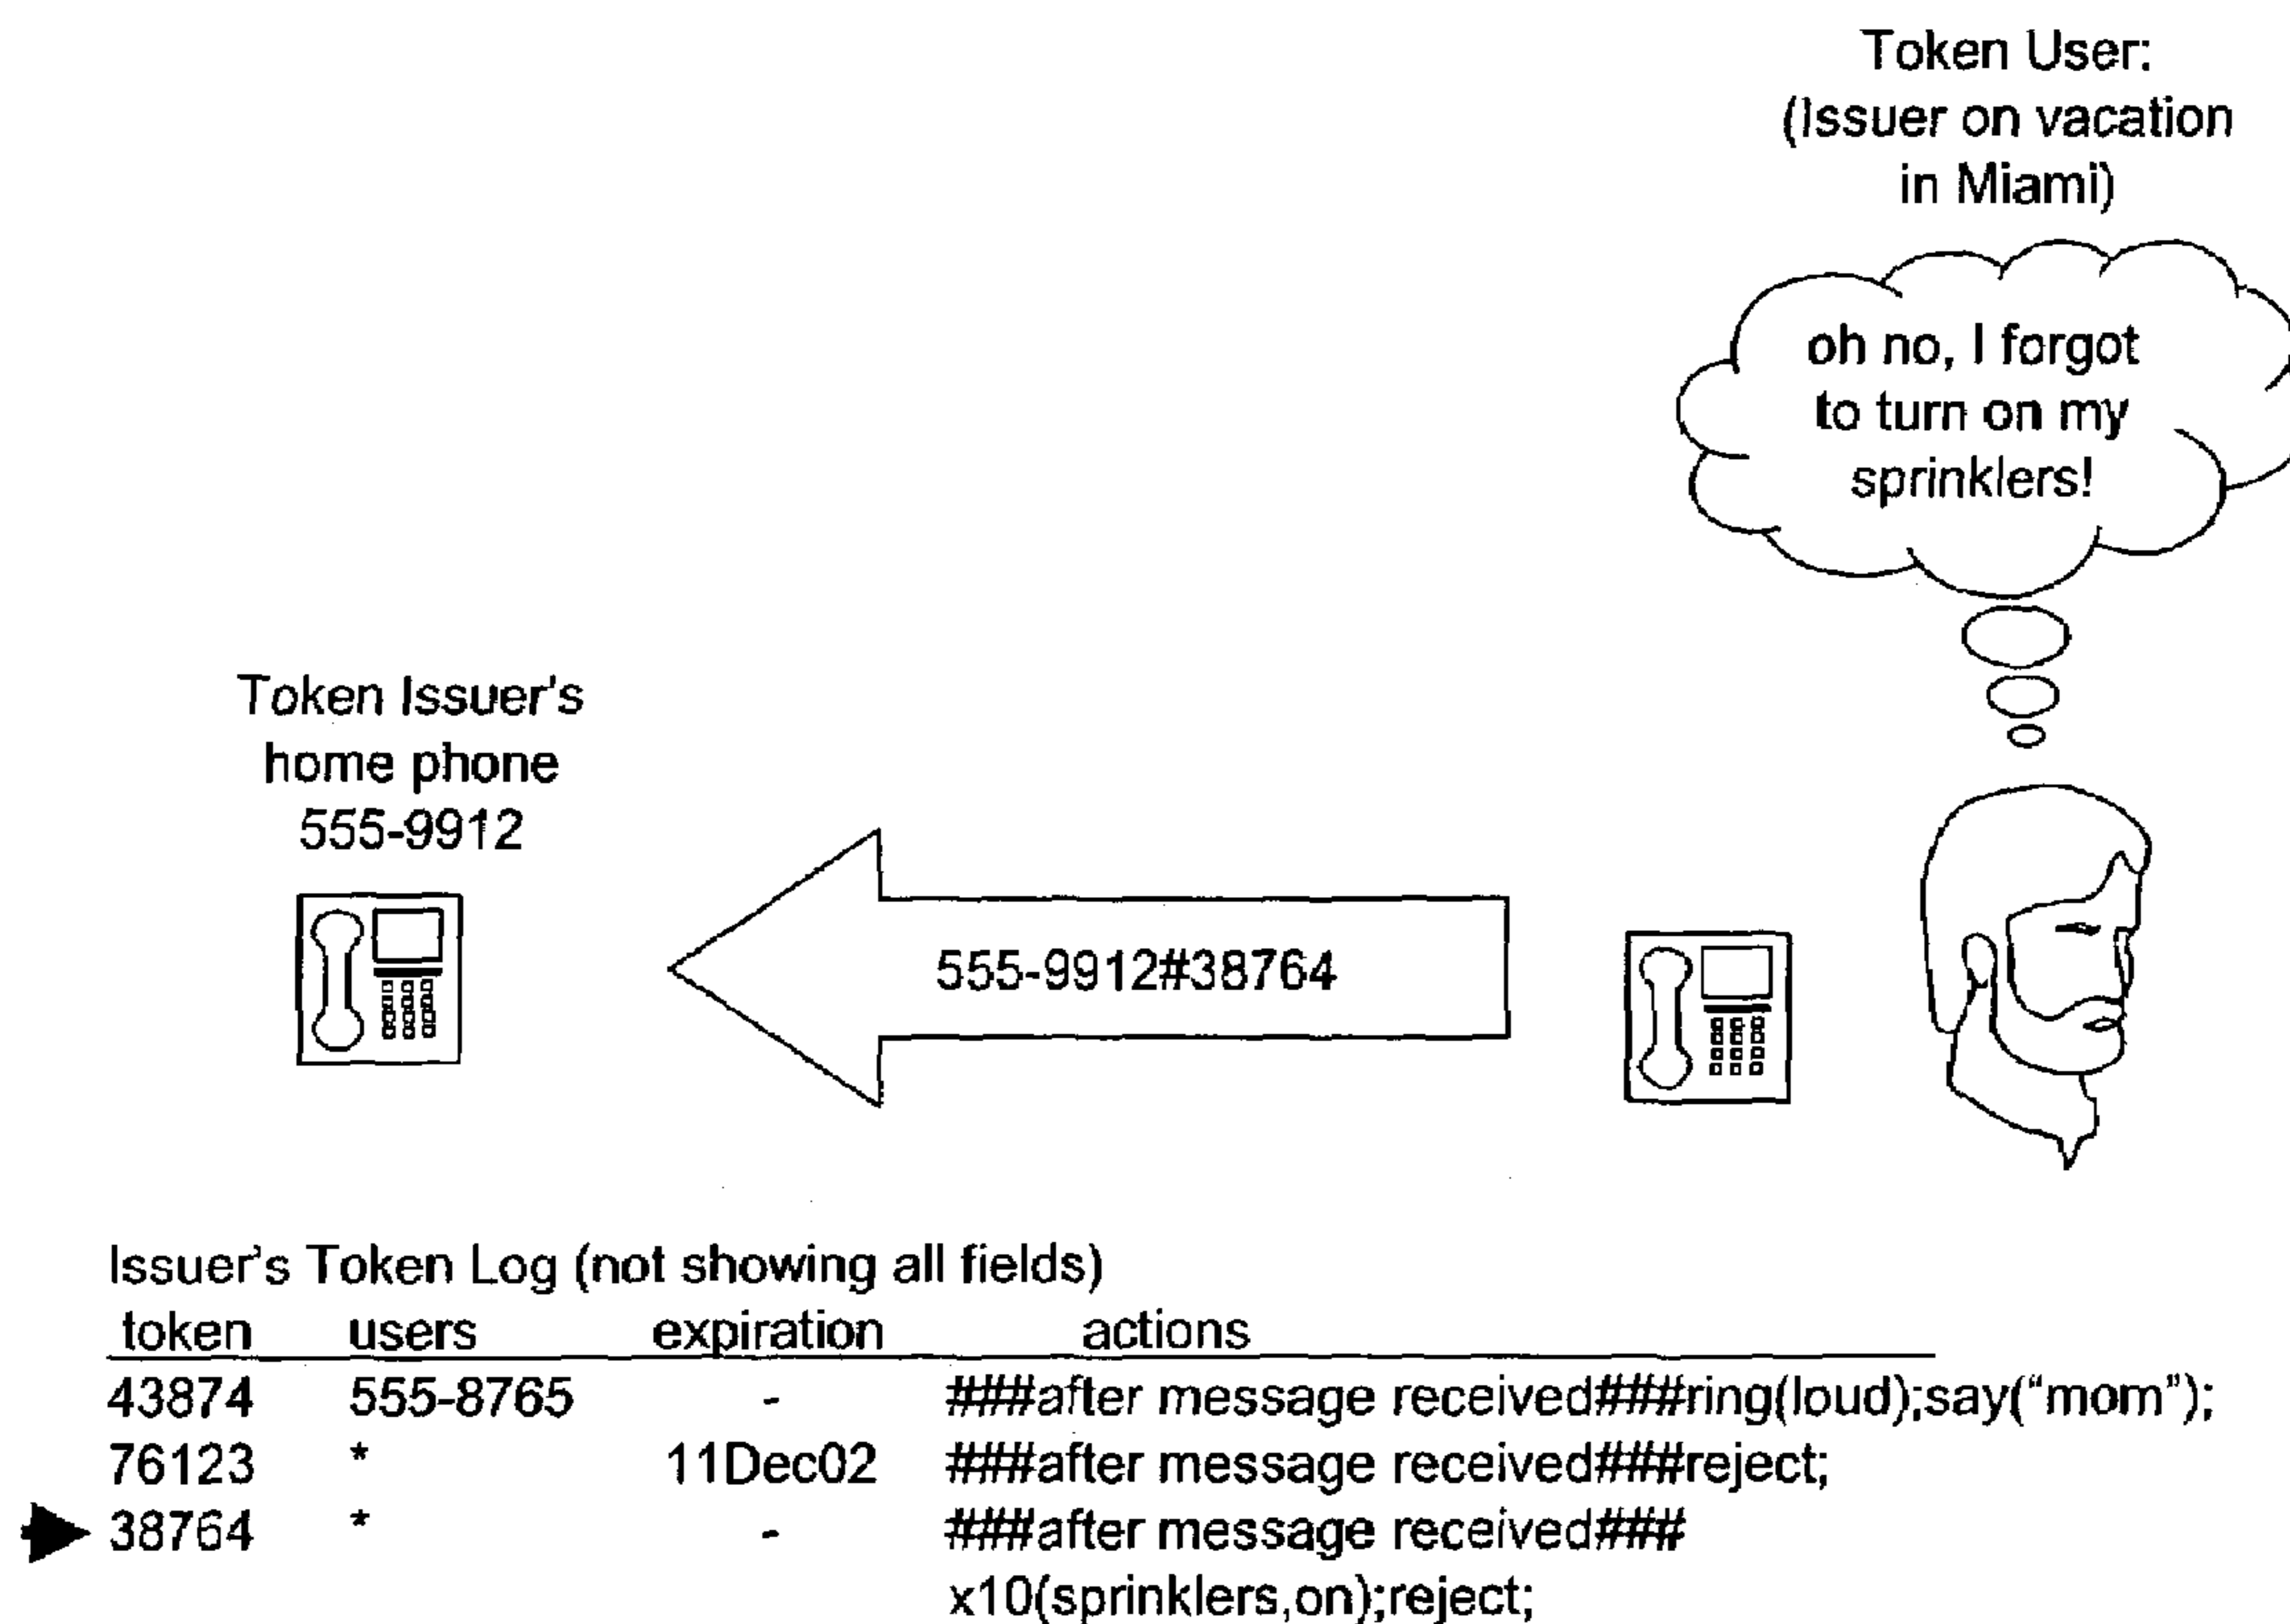 Token User:
(Issuer on vacation
in Miami)
oh no, I forgot
to turn on my
sprinklers!
Token Issuer's
home phone
555-9912
555-9912#38764
Issuer's Token Log (not showing all fields)
token users expiration actions
43874 555-8765 - ###after message received###ring(loud);say("mom");
76123 * 11Dec02 ###after message received###reject;
38764 * - ###after message received###
x10(sprinklers,on);reject;